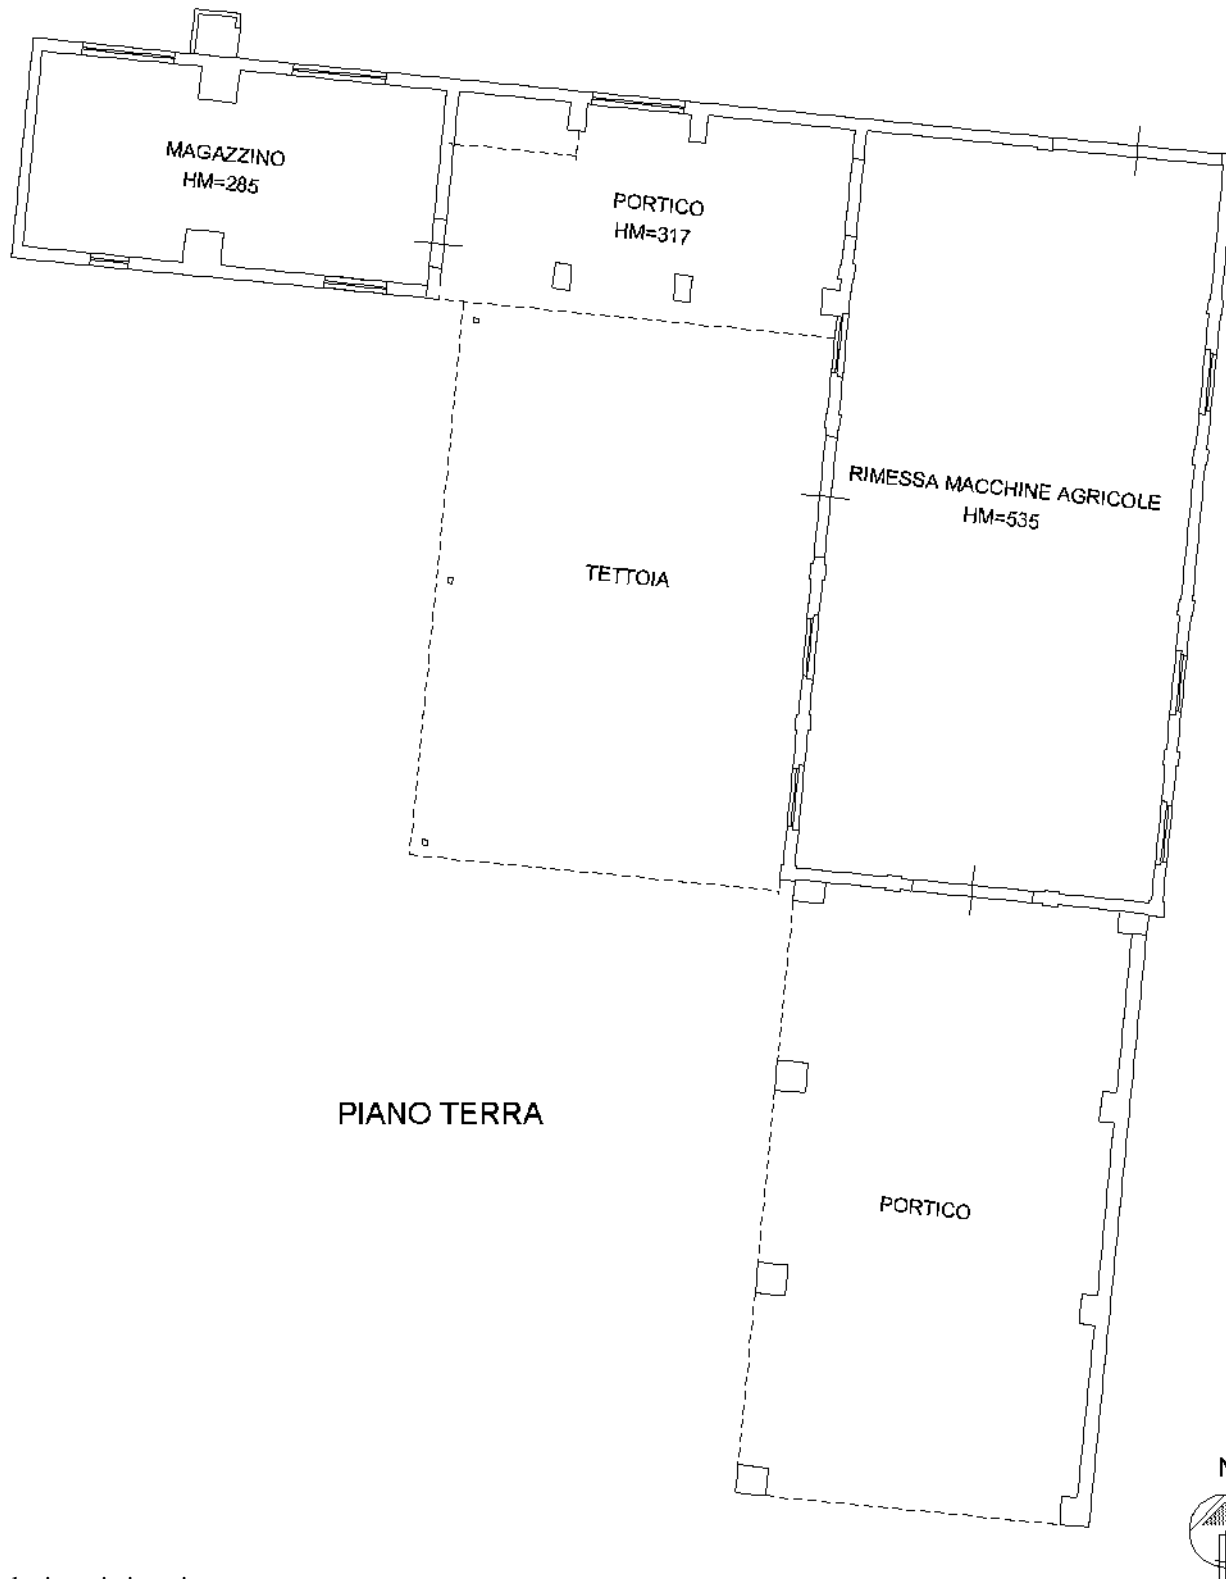 MAGAZZINO
HM=285
PORTICO
HM=317
RIMESSA MACCHINE AGRICOLE
HM=535
TETTOIA
PIANO TERRA
PORTICO
N